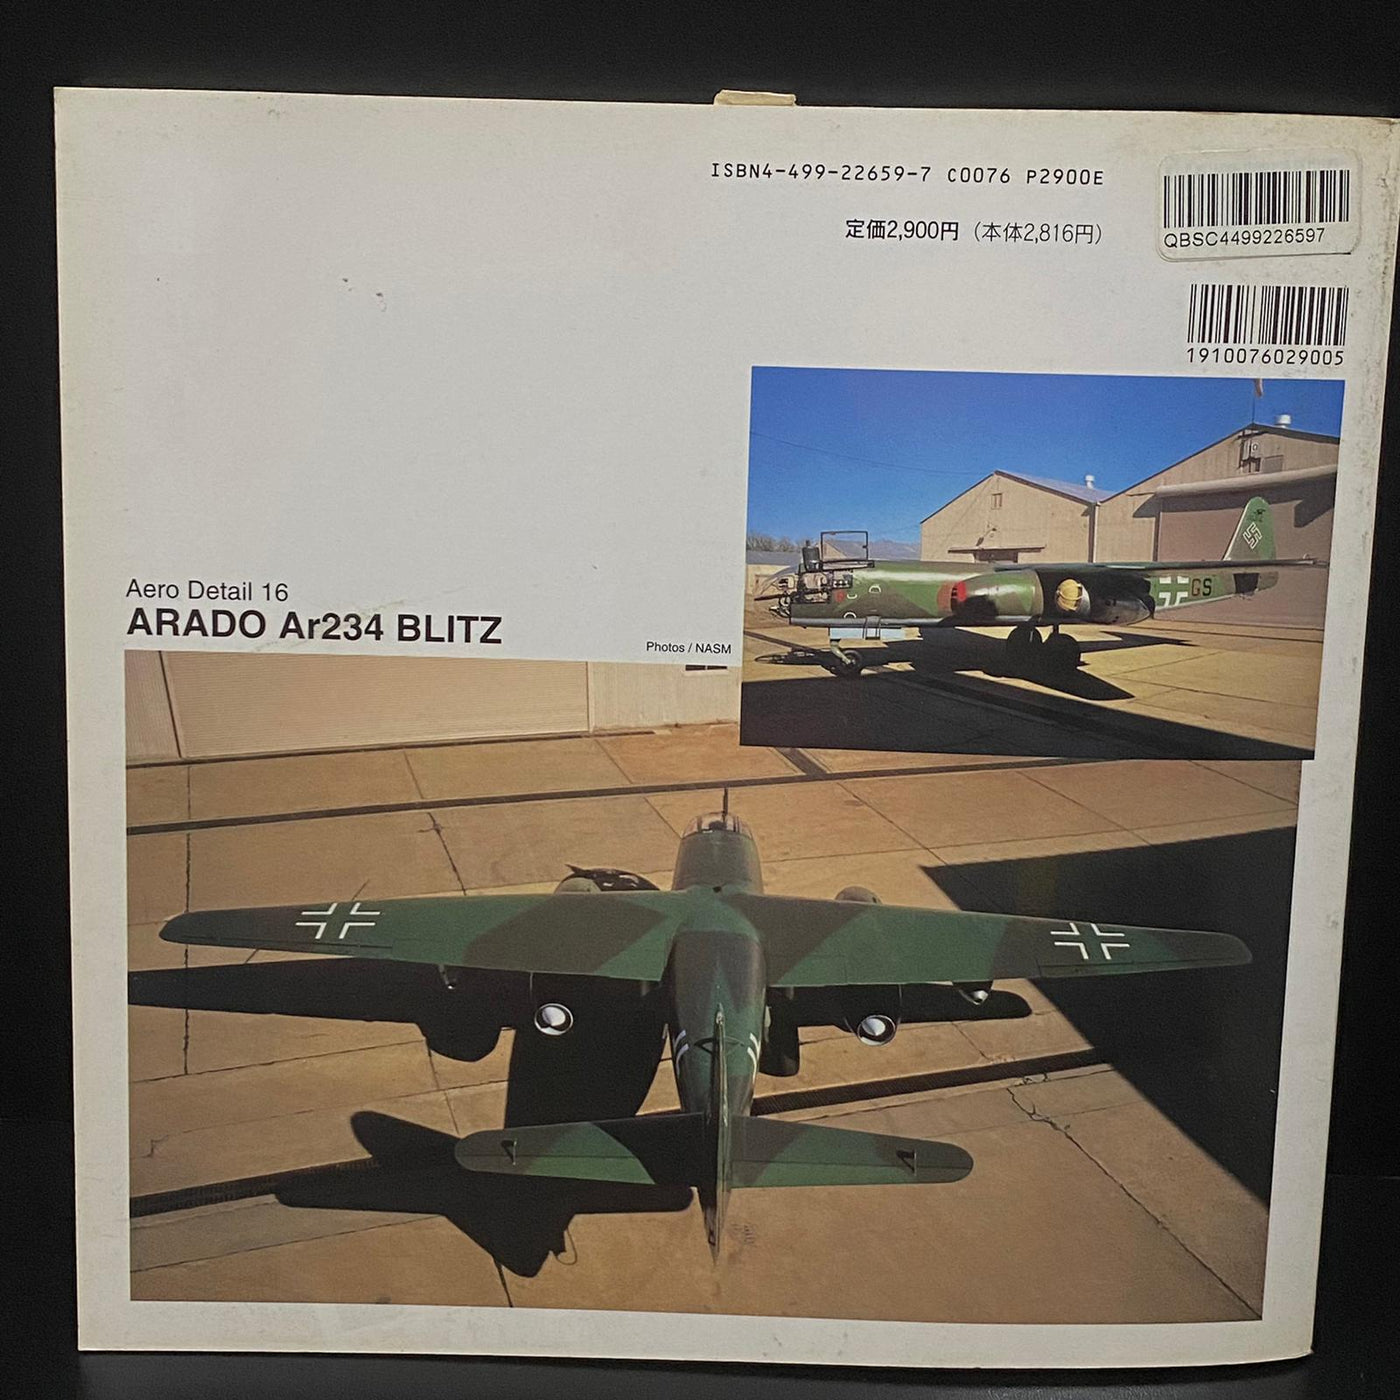 ISBN4-499-22659-7 C0076 P2900E
定価2,900円（本体2,816円）
QBSC4499226597
1910076029005
Aero Detail 16
ARADO Ar234 BLITZ
Photos / NASM
GS